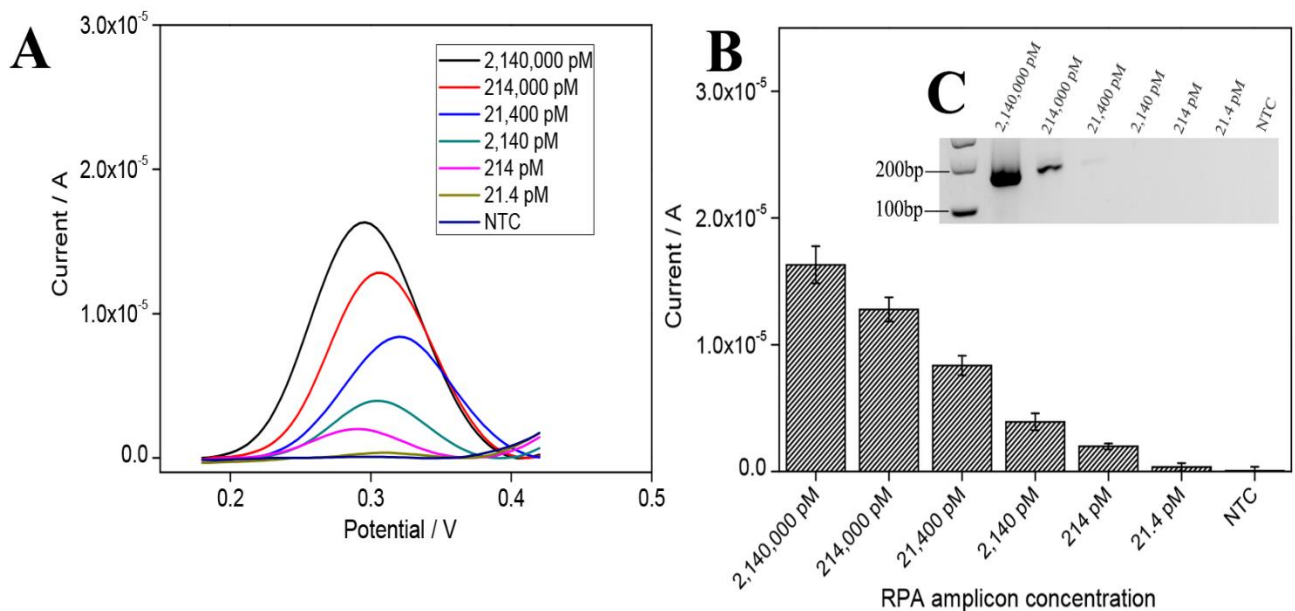 A
3.0x10⁻⁵
2.0x10⁻⁵
1.0x10⁻⁵
0.0
Current / A
2,140,000 pM
214,000 pM
21,400 pM
2,140 pM
214 pM
21.4 pM
NTC
0.2
0.3
0.4
0.5
Potential / V
B
3.0x10⁻⁵
2.0x10⁻⁵
1.0x10⁻⁵
0.0
Current / A
C
2,140,000 pM
214,000 pM
21,400 pM
2,140 pM
214 pM
21.4 pM
NTC
200bp
100bp
2,140,000 pM
214,000 pM
21,400 pM
2,140 pM
214 pM
21.4 pM
NTC
RPA amplicon concentration